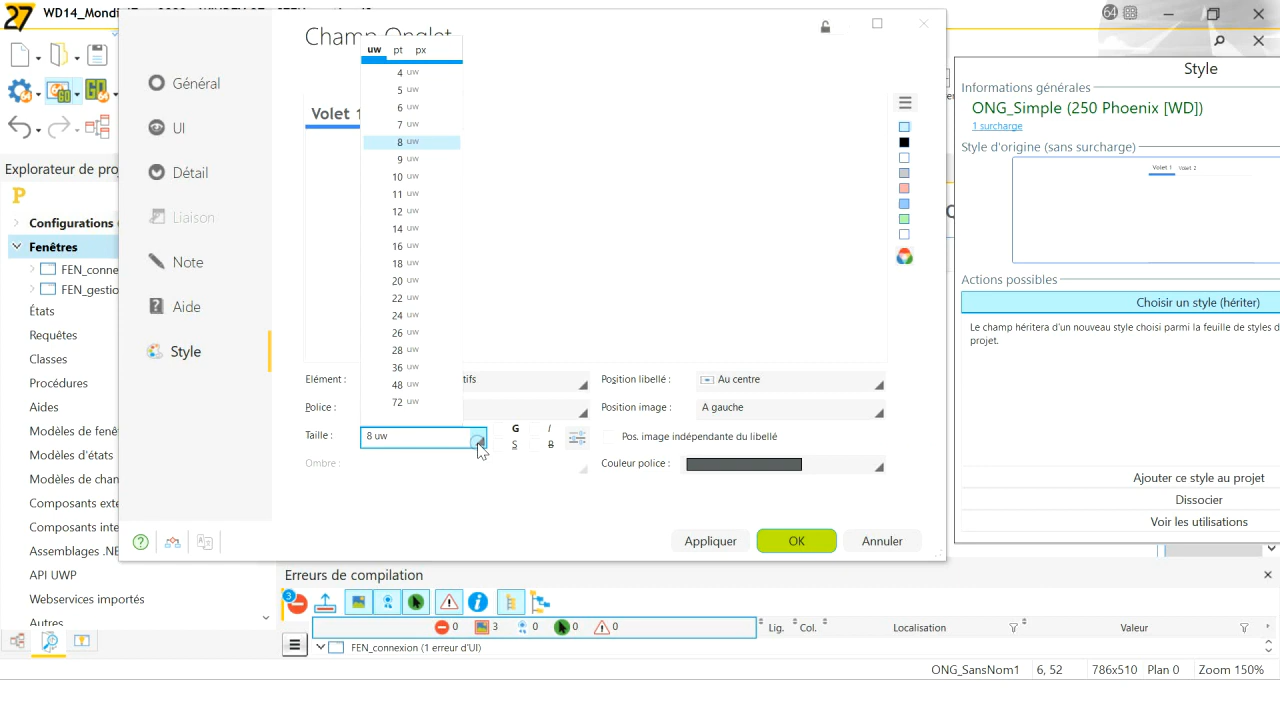 27
64
Explorateur de pro
P
Configurations
Fenêtres
FEN_conne
FEN_gestio
États
Requêtes
Classes
Procédures
Aides
Modèles de fenê
Modèles d'états
Modèles de cha
Composants exte
Composants inte
Assemblages .NE
API UWP
Webservices importés
Autres
Général
UI
Détail
Liaison
Note
Aide
Style
Champ Onglet
Volet 1
uw pt px
4 uw
5 uw
6 uw
7 uw
8 uw
9 uw
10 uw
11 uw
12 uw
14 uw
16 uw
18 uw
20 uw
22 uw
24 uw
26 uw
28 uw
36 uw
48 uw
72 uw
Elément : tifs
Police :
Taille : 8 uw
Ombre :
G I
S B
Position libellé : Au centre
Position image : A gauche
Pos. image indépendante du libellé
Couleur police :
Appliquer OK Annuler
Style
Informations générales
ONG_Simple (250 Phoenix [WD])
1 surcharge
Style d'origine (sans surcharge)
Volet 1 Volet 2
Actions possibles
Choisir un style (hériter)
Le champ héritera d'un nouveau style choisi parmi la feuille de styles d
projet.
Ajouter ce style au projet
Dissocier
Voir les utilisations
Erreurs de compilation
3
0 3 0 0 0
Lig. Col. Localisation Valeur
FEN_connexion (1 erreur d'UI)
ONG_SansNom1 6, 52 786x510 Plan 0 Zoom 150%